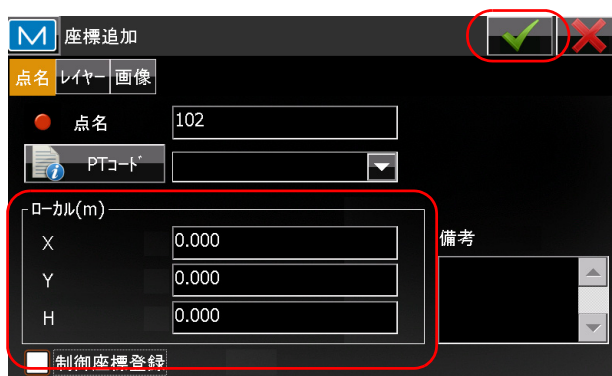 座標追加
点名 レイヤー 画像
点名 102
PTコード
ローカル(m)
X 0.000
Y 0.000
H 0.000
備考
制御座標登録